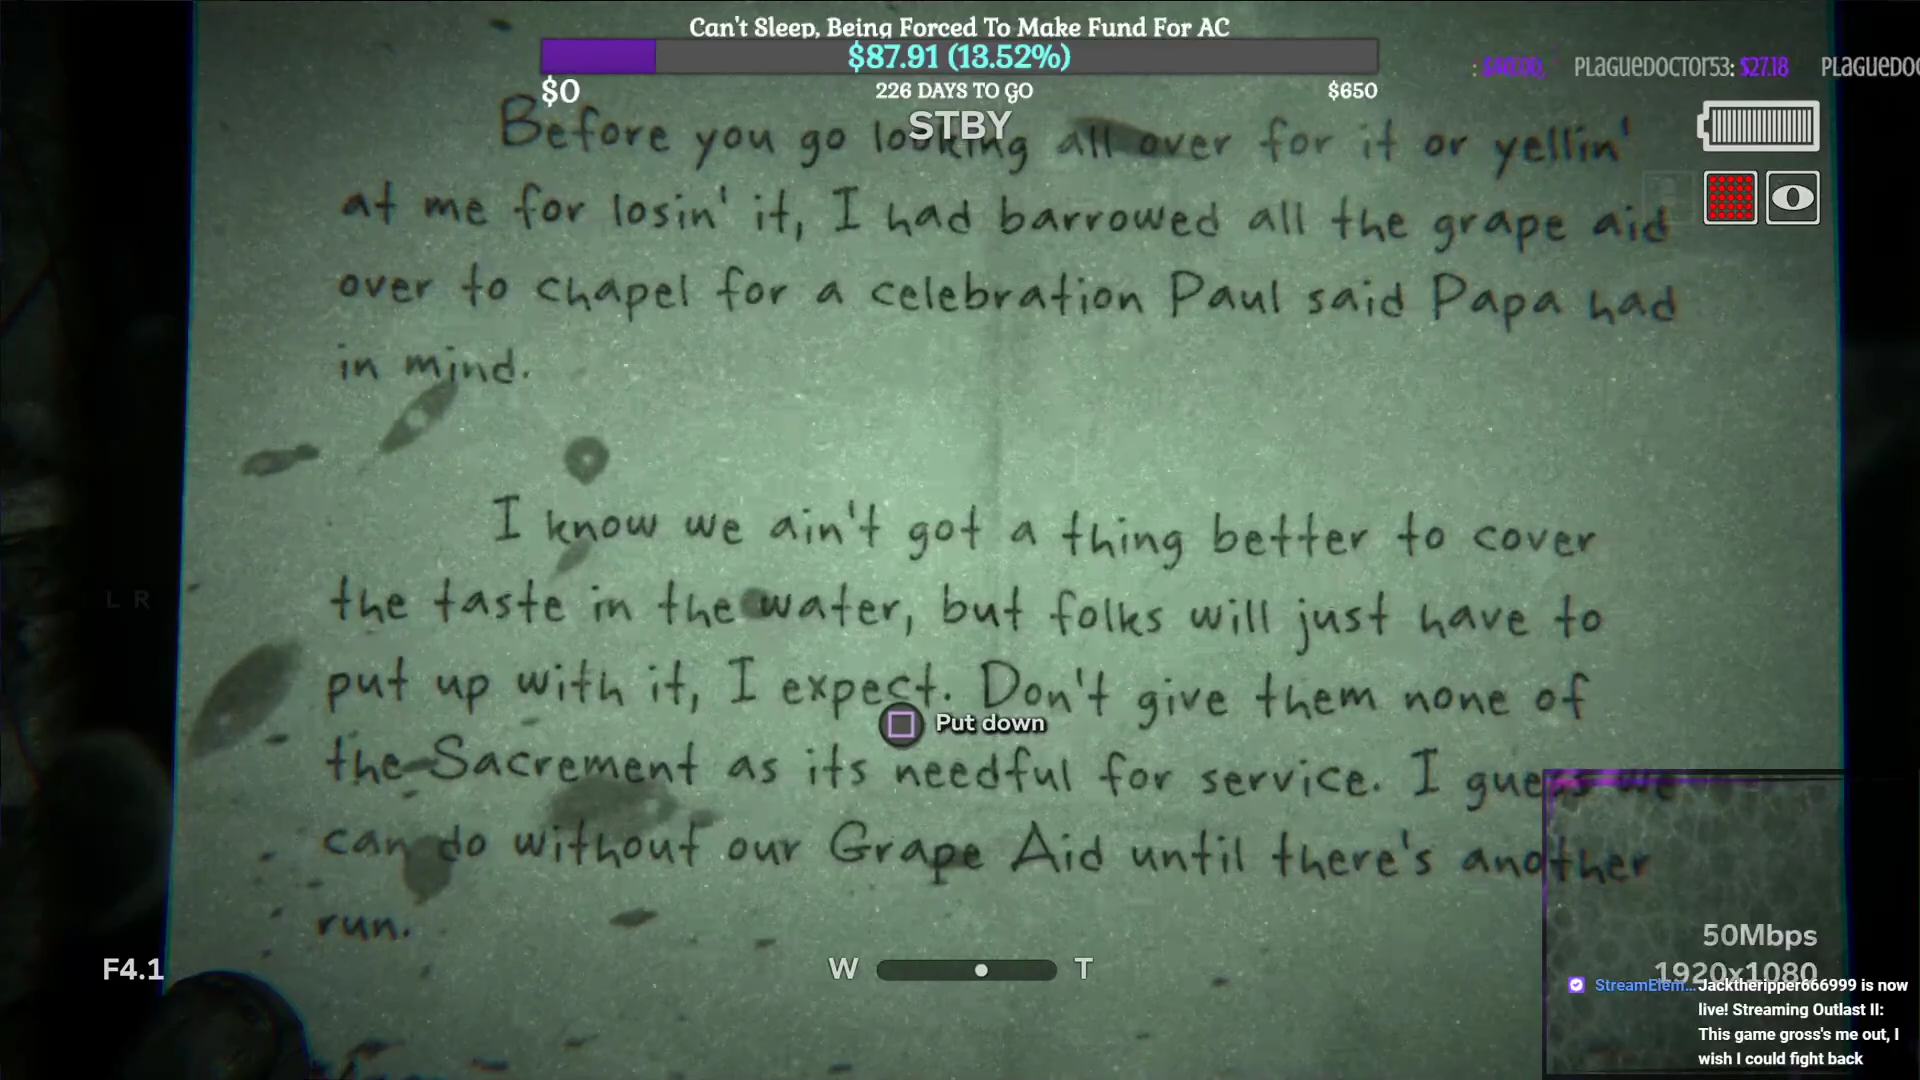 Can't Sleep, Being Forced To Make Fund For AC
$87.91 (13.52%)
: $40.00, PlagueDoctor53: $27.18 PlagueDoc
$0 226 DAYS TO GO $650
STBY
Before you go looking all over for it or yellin'
at me for losin' it, I had barrowed all the grape aid
over to chapel for a celebration Paul said Papa had
in mind.
I know we ain't got a thing better to cover
L R
the taste in the water, but folks will just have to
put up with it, I expect. Don't give them none of
Put down
the Sacrement as its needful for service. I guess we
can do without our Grape Aid until there's another
run.
50Mbps
F4.1
W T
1920x1080
StreamElem... Jacktheripper666999 is now
live! Streaming Outlast II:
This game gross's me out, I
wish I could fight back